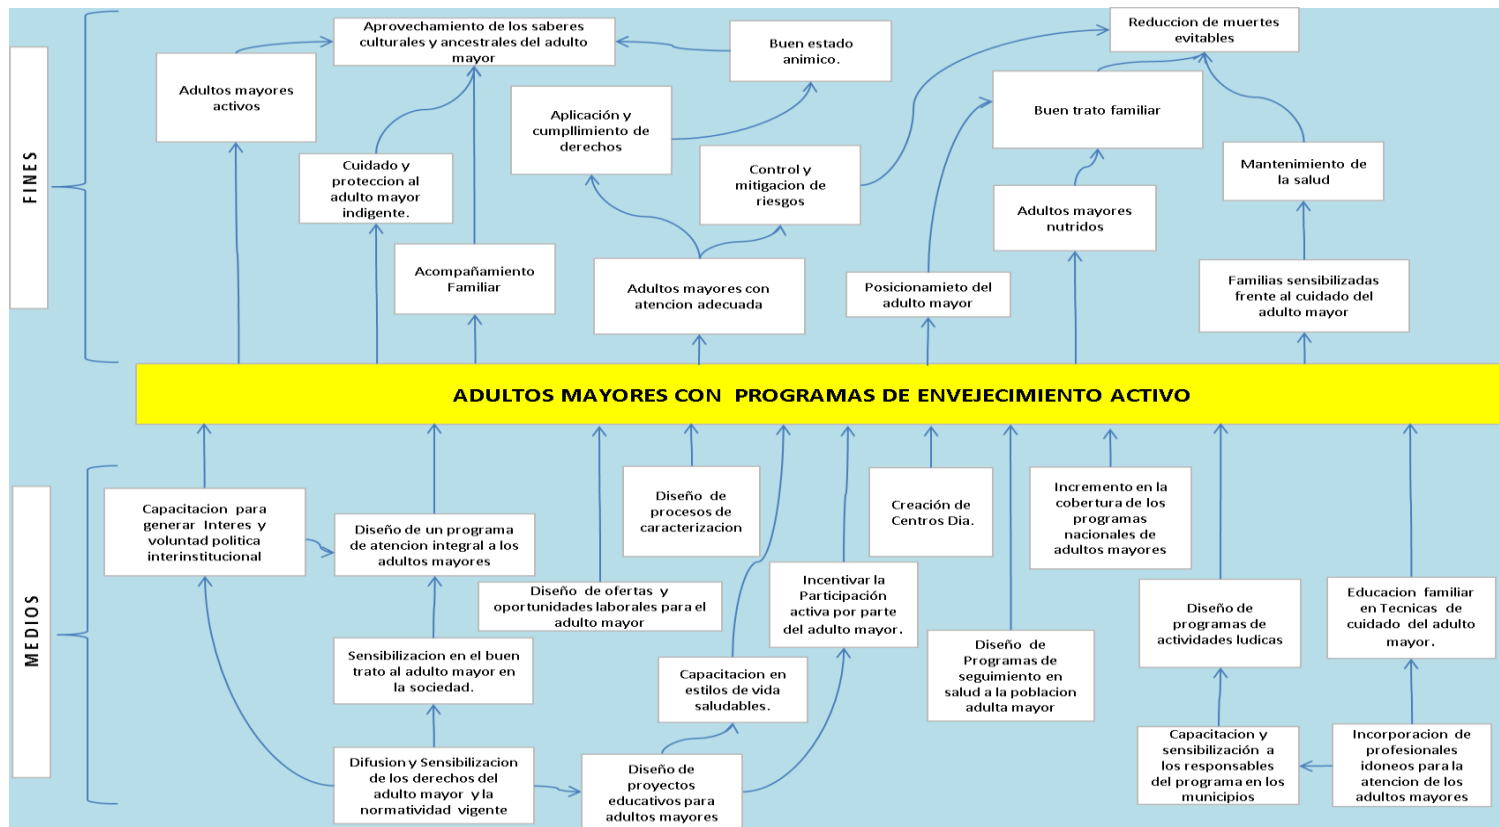 FINES
Aprovechamiento de los saberes
culturales y ancestrales del adulto
mayor
Reduccion de muertes
evitables
Buen estado
animico.
Adultos mayores
activos
Aplicación y
cumpllimiento de
derechos
Buen trato familiar
Cuidado y
proteccion al
adulto mayor
indigente.
Control y
mitigacion de
riesgos
Mantenimiento de
la salud
Adultos mayores
nutridos
Acompañamiento
Familiar
Adultos mayores con
atencion adecuada
Posicionamieto del
adulto mayor
Familias sensibilizadas
frente al cuidado del
adulto mayor
ADULTOS MAYORES CON PROGRAMAS DE ENVEJECIMIENTO ACTIVO
MEDIOS
Capacitacion para
generar Interes y
voluntad politica
interinstitucional
Diseño de un programa
de atencion integral a los
adultos mayores
Diseño de
procesos de
caracterizacion
Creación de
Centros Dia.
Incremento en la
cobertura de los
programas
nacionales de
adultos mayores
Diseño de ofertas y
oportunidades laborales para el
adulto mayor
Incentivar la
Participación
activa por parte
del adulto mayor.
Diseño de
programas de
actividades ludicas
Educacion familiar
en Tecnicas de
cuidado del adulto
mayor.
Sensibilizacion en el buen
trato al adulto mayor en
la sociedad.
Capacitacion en
estilos de vida
saludables.
Diseño de
Programas de
seguimiento en
salud a la poblacion
adulta mayor
Difusion y Sensibilizacion
de los derechos del
adulto mayor y la
normatividad vigente
Diseño de
proyectos
educativos para
adultos mayores
Capacitacion y
sensibilización a
los responsables
del programa en los
municipios
Incorporacion de
profesionales
idoneos para la
atencion de los
adultos mayores